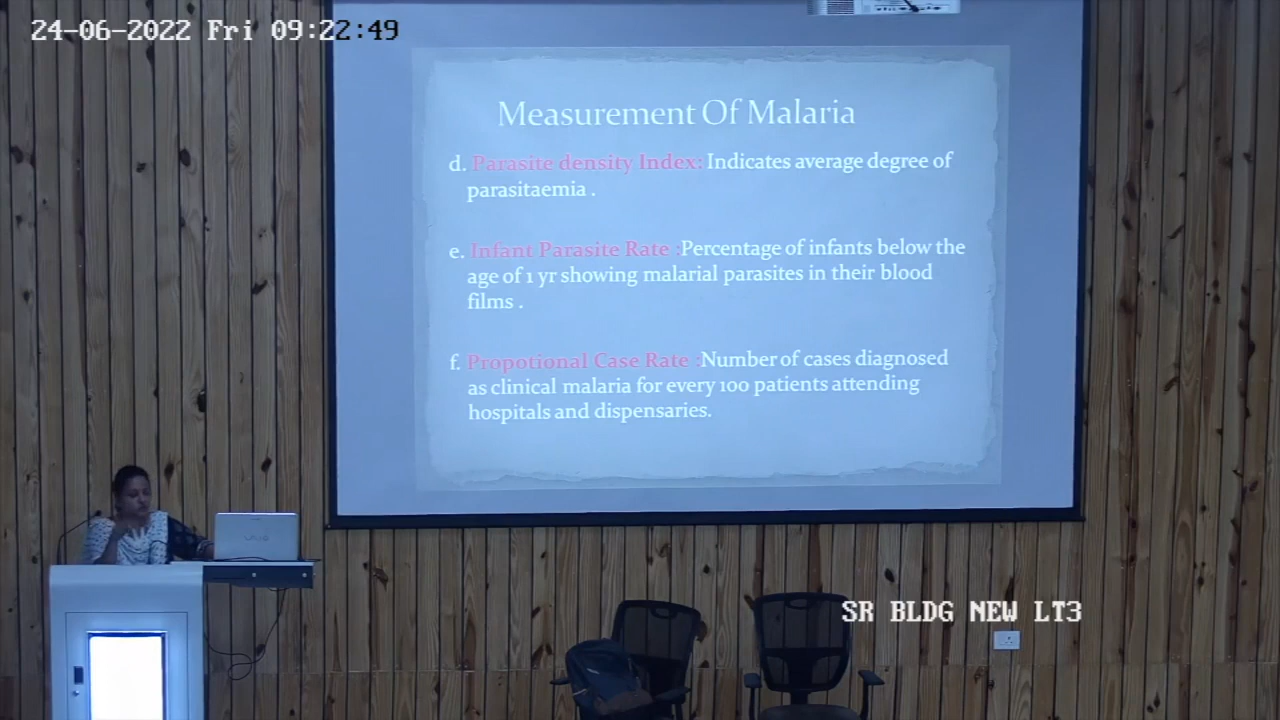 24-06-2022 Fri 09:22:49
Measurement Of Malaria
d. Parasite density Index: Indicates average degree of
parasitaemia .
e. Infant Parasite Rate :Percentage of infants below the
age of 1 yr showing malarial parasites in their blood
films .
f. Propotional Case Rate :Number of cases diagnosed
as clinical malaria for every 100 patients attending
hospitals and dispensaries.
VAIO
SR BLDG NEW LT3